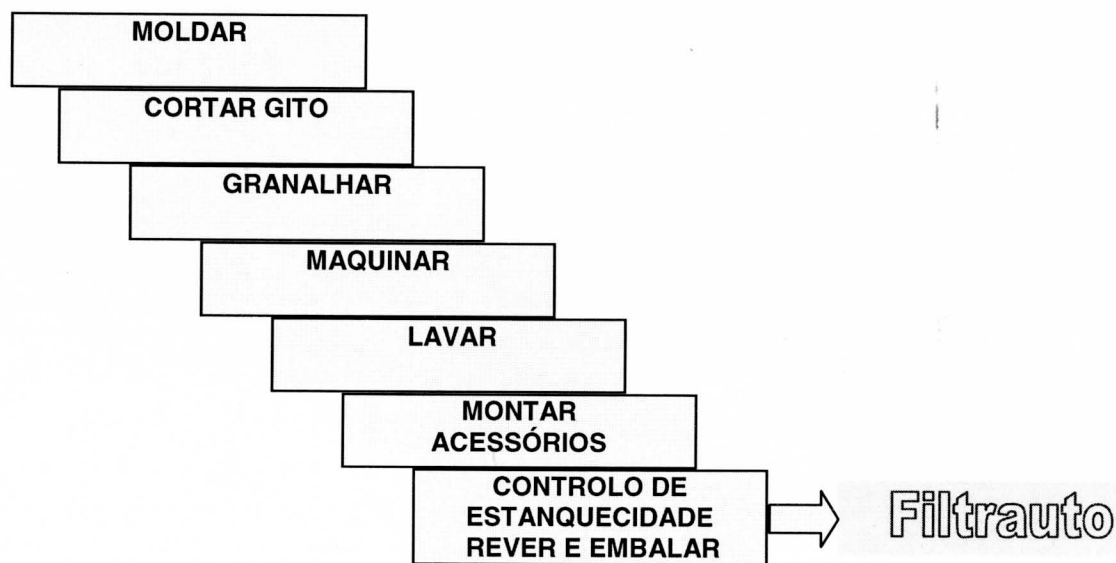 MOLDAR
CORTAR GITO
GRANALHAR
MAQUINAR
LAVAR
MONTAR
ACESSÓRIOS
CONTROLO DE
ESTANQUECIDADE
REVER E EMBALAR
Filtrauto